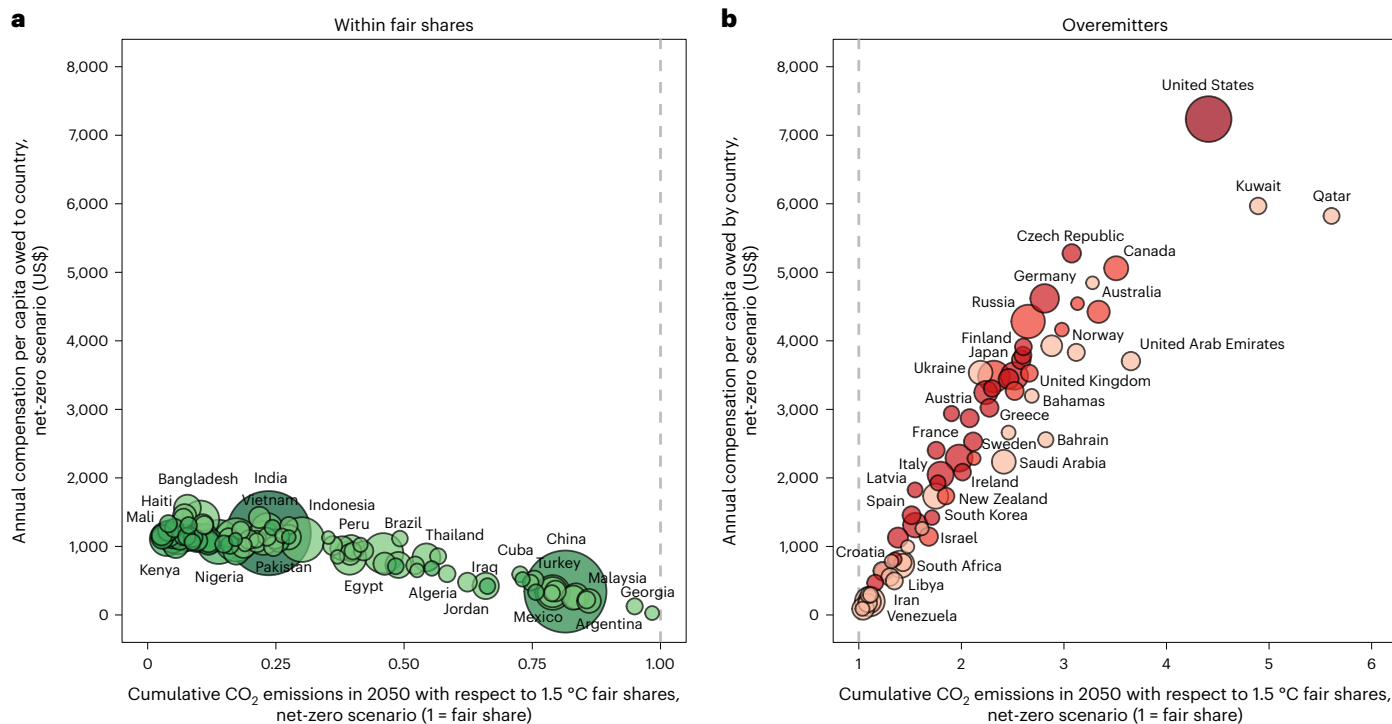 a
Within fair shares
Annual compensation per capita owed to country,
net-zero scenario (US$)
8,000
7,000
6,000
5,000
4,000
3,000
2,000
1,000
0
Bangladesh
India
Haiti
Vietnam
Indonesia
Mali
Peru
Brazil
Thailand
China
Cuba
Turkey
Kenya
Nigeria
Pakistan
Egypt
Algeria
Iraq
Malaysia
Jordan
Georgia
Mexico
Argentina
0
0.25
0.50
0.75
1.00
Cumulative CO2 emissions in 2050 with respect to 1.5 °C fair shares,
net-zero scenario (1 = fair share)
b
Overemitters
Annual compensation per capita owed by country,
net-zero scenario (US$)
8,000
7,000
6,000
5,000
4,000
3,000
2,000
1,000
0
United States
Kuwait
Qatar
Czech Republic
Canada
Germany
Australia
Russia
Finland
Norway
Japan
United Arab Emirates
Ukraine
United Kingdom
Austria
Bahamas
Greece
France
Sweden
Bahrain
Italy
Saudi Arabia
Latvia
Ireland
Spain
New Zealand
South Korea
Israel
Croatia
South Africa
Libya
Iran
Venezuela
1
2
3
4
5
6
Cumulative CO2 emissions in 2050 with respect to 1.5 °C fair shares,
net-zero scenario (1 = fair share)